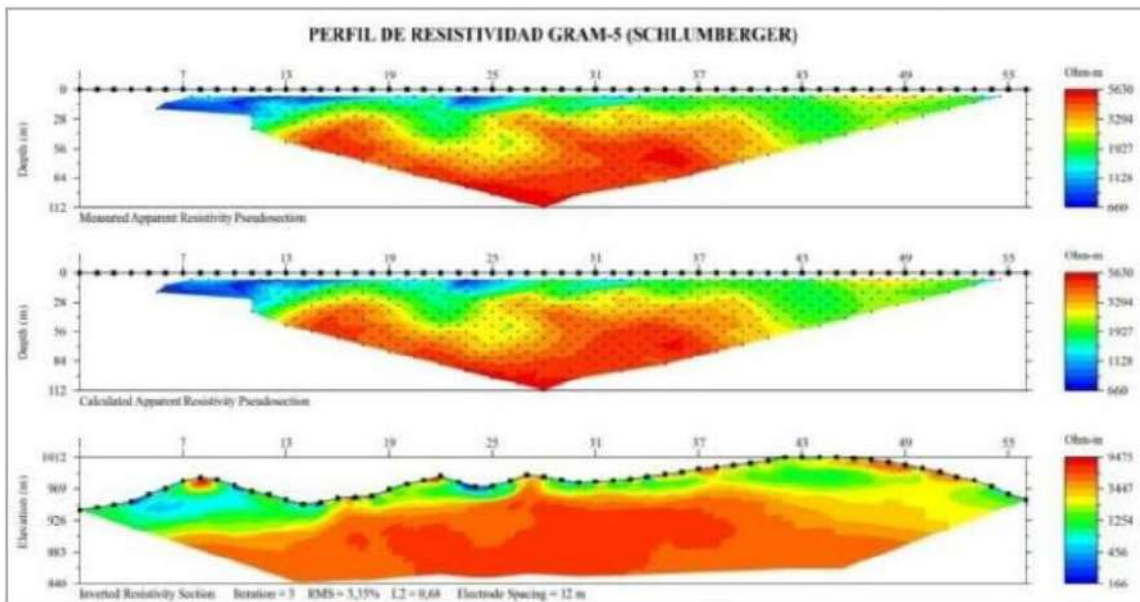 PERFIL DE RESISTIVIDAD GRAM-5 (SCHLUMBERGER)
1 7 13 19 25 31 37 43 49 55 Ohm-m
0 5630
28 3294
56 1927
84 1128
112 660
Depth (m)
Measured Apparent Resistivity Pseudosection
1 7 13 19 25 31 37 43 49 55 Ohm-m
0 5630
28 3294
56 1927
84 1128
112 660
Depth (m)
Calculated Apparent Resistivity Pseudosection
1 7 13 19 25 31 37 43 49 55 Ohm-m
1012 9475
969 3447
926 1254
883 456
840 166
Elevation (m)
Inverted Resistivity Section Iteration = 3 RMS = 3,35% L2 = 0,68 Electrode Spacing = 12 m